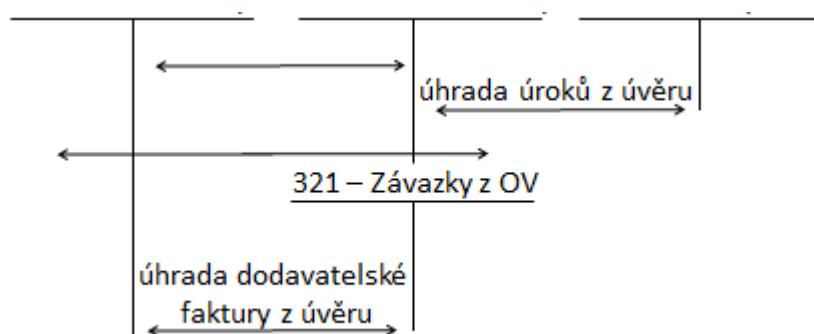 úhrada úroků z úvěru
321 – Závazky z OV
úhrada dodavatelské
faktury z úvěru